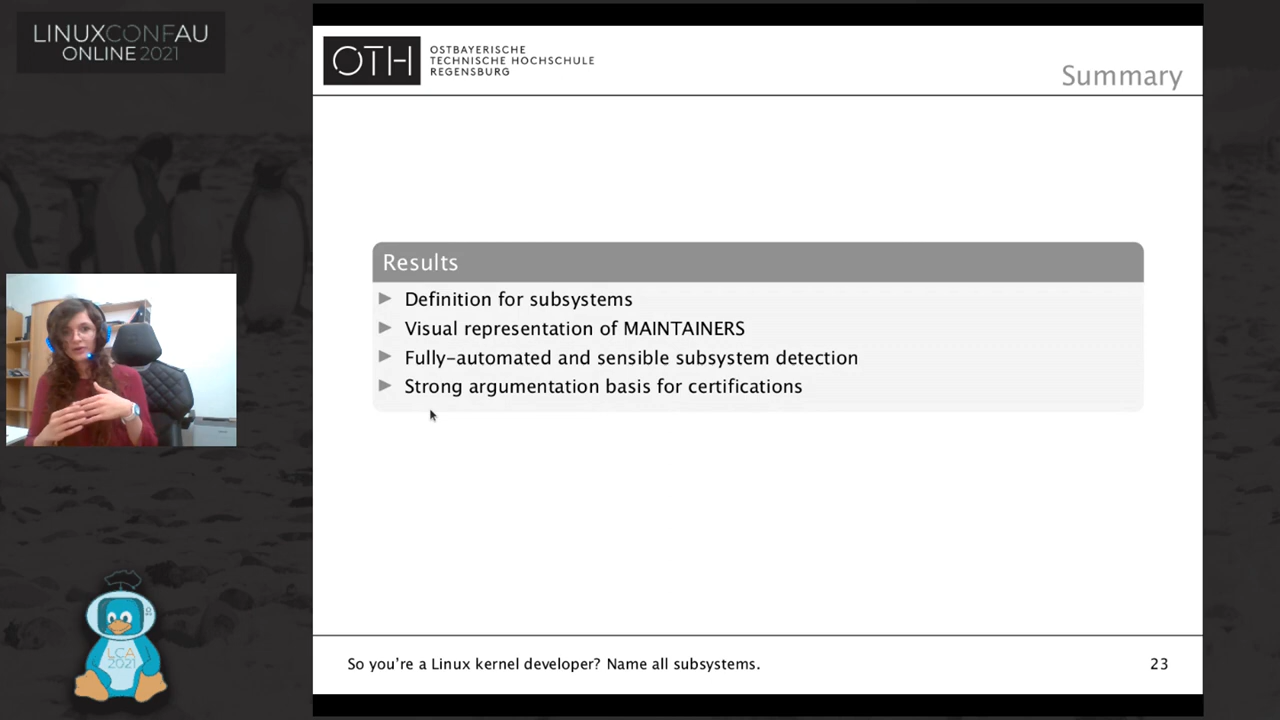 LINUXCONFAU
ONLINE 2021
OTH
OSTBAYERISCHE
TECHNISCHE HOCHSCHULE
REGENSBURG
Summary
Results
Definition for subsystems
Visual representation of MAINTAINERS
Fully-automated and sensible subsystem detection
Strong argumentation basis for certifications
LCA
2021
So you're a Linux kernel developer? Name all subsystems.
23